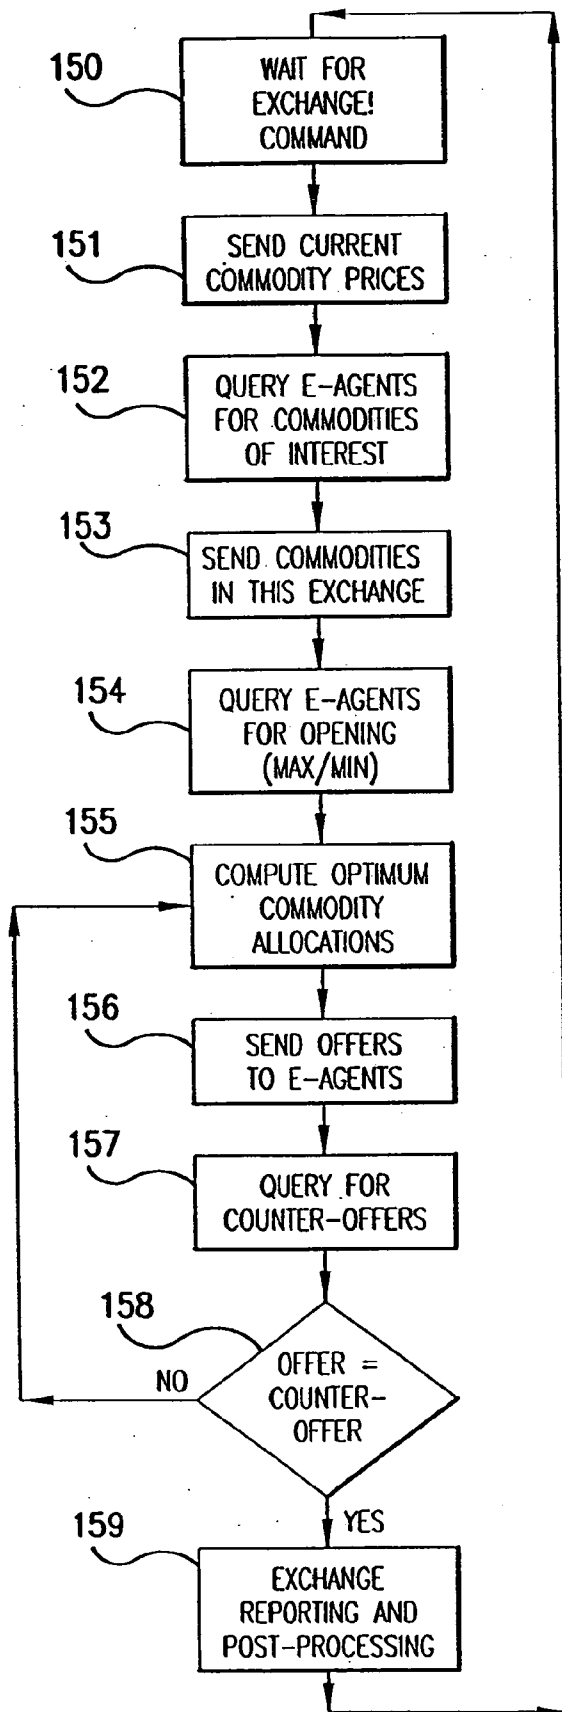 150
WAIT FOR
EXCHANGE!
COMMAND
151
SEND CURRENT
COMMODITY PRICES
152
QUERY E-AGENTS
FOR COMMODITIES
OF INTEREST
153
SEND COMMODITIES
IN THIS EXCHANGE
154
QUERY E-AGENTS
FOR OPENING
(MAX/MIN)
155
COMPUTE OPTIMUM
COMMODITY
ALLOCATIONS
156
SEND OFFERS
TO E-AGENTS
157
QUERY FOR
COUNTER-OFFERS
158
OFFER =
COUNTER-
OFFER
NO
YES
159
EXCHANGE
REPORTING AND
POST-PROCESSING